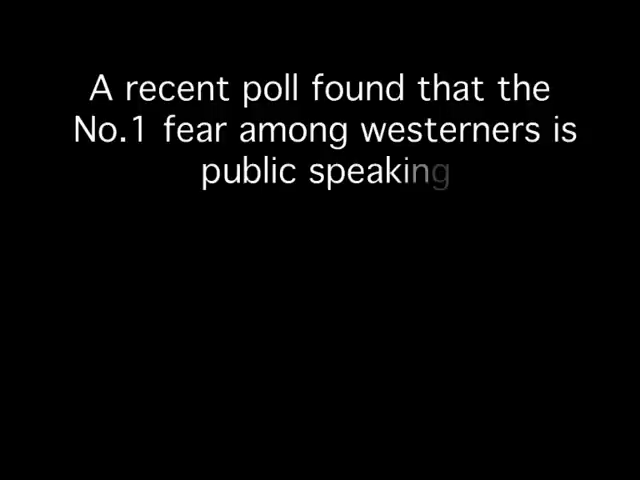 A recent poll found that the
No.1 fear among westerners is
public speaking